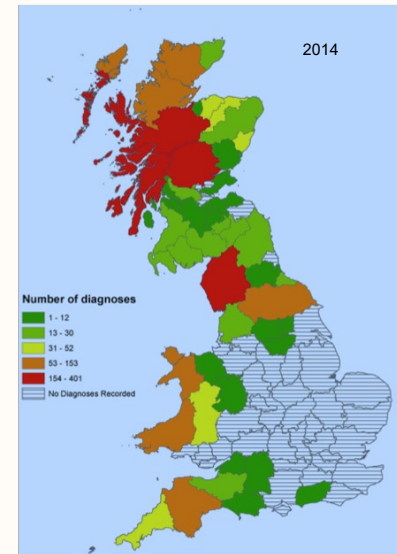 2014
Number of diagnoses
1 - 12
13 - 30
31 - 52
53 - 153
154 - 401
No Diagnoses Recorded